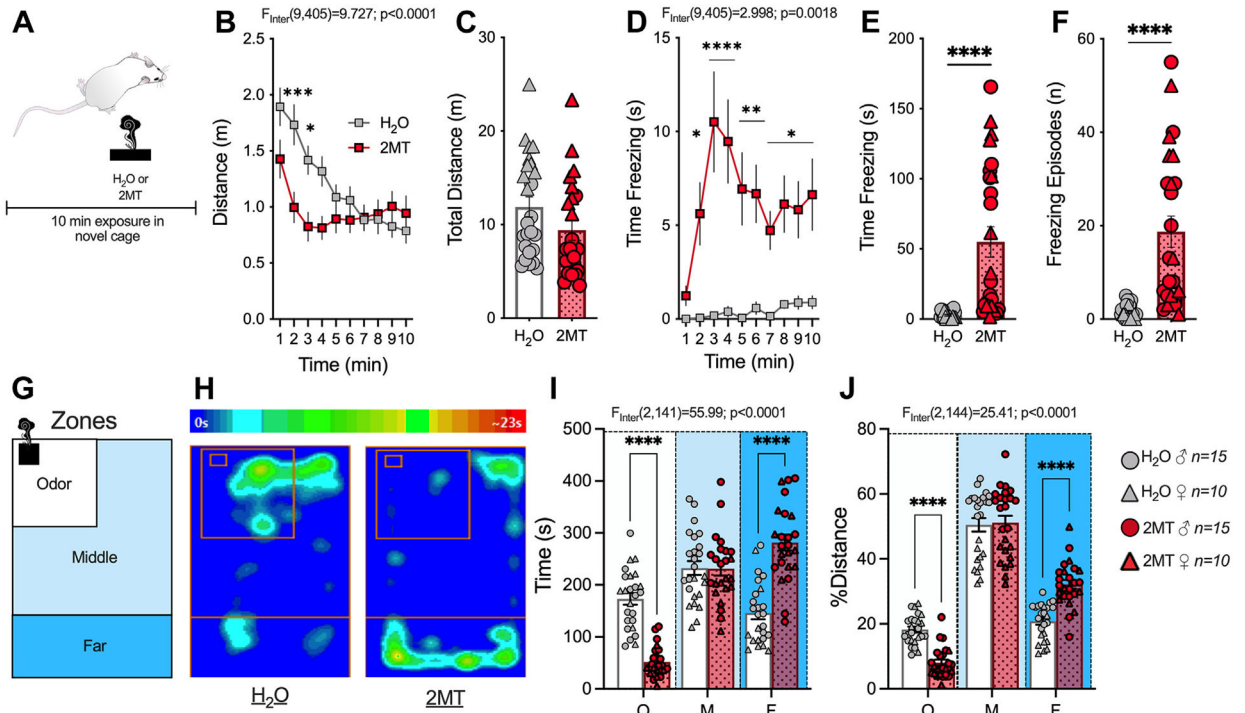 A
H2O or
2MT
10 min exposure in
novel cage
B
FInter(9,405)=9.727; p<0.0001
Distance (m)
2.5
2.0
1.5
1.0
0.5
0.0
***
*
H2O
2MT
1 2 3 4 5 6 7 8 9 10
Time (min)
C
Total Distance (m)
30
20
10
0
H2O 2MT
D
FInter(9,405)=2.998; p=0.0018
Time Freezing (s)
15
10
5
0
*
****
**
*
1 2 3 4 5 6 7 8 9 10
Time (min)
E
Time Freezing (s)
200
150
100
50
0
****
H2O 2MT
F
Freezing Episodes (n)
60
40
20
0
****
H2O 2MT
G
Zones
Odor
Middle
Far
H
0s ~23s
H2O 2MT
I
FInter(2,141)=55.99; p<0.0001
Time (s)
500
400
300
200
100
0
****
****
O M F
J
FInter(2,144)=25.41; p<0.0001
%Distance
80
60
40
20
0
****
****
O M F
H2O ♂ n=15
H2O ♀ n=10
2MT ♂ n=15
2MT ♀ n=10